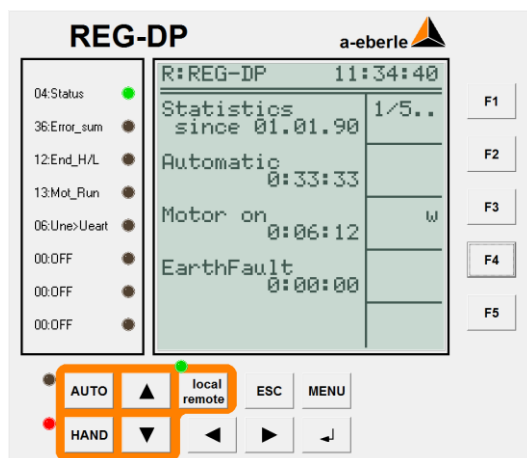 REG-DP
a-eberle
04:Status
36:Error_sum
12:End_H/L
13:Mot_Run
06:Une>Ueart
00:OFF
00:OFF
00:OFF
R:REG-DP 11:34:40
Statistics 1/5..
since 01.01.90
Automatic
0:33:33
Motor on w
0:06:12
EarthFault
0:00:00
F1
F2
F3
F4
F5
AUTO
local
remote
ESC
MENU
HAND